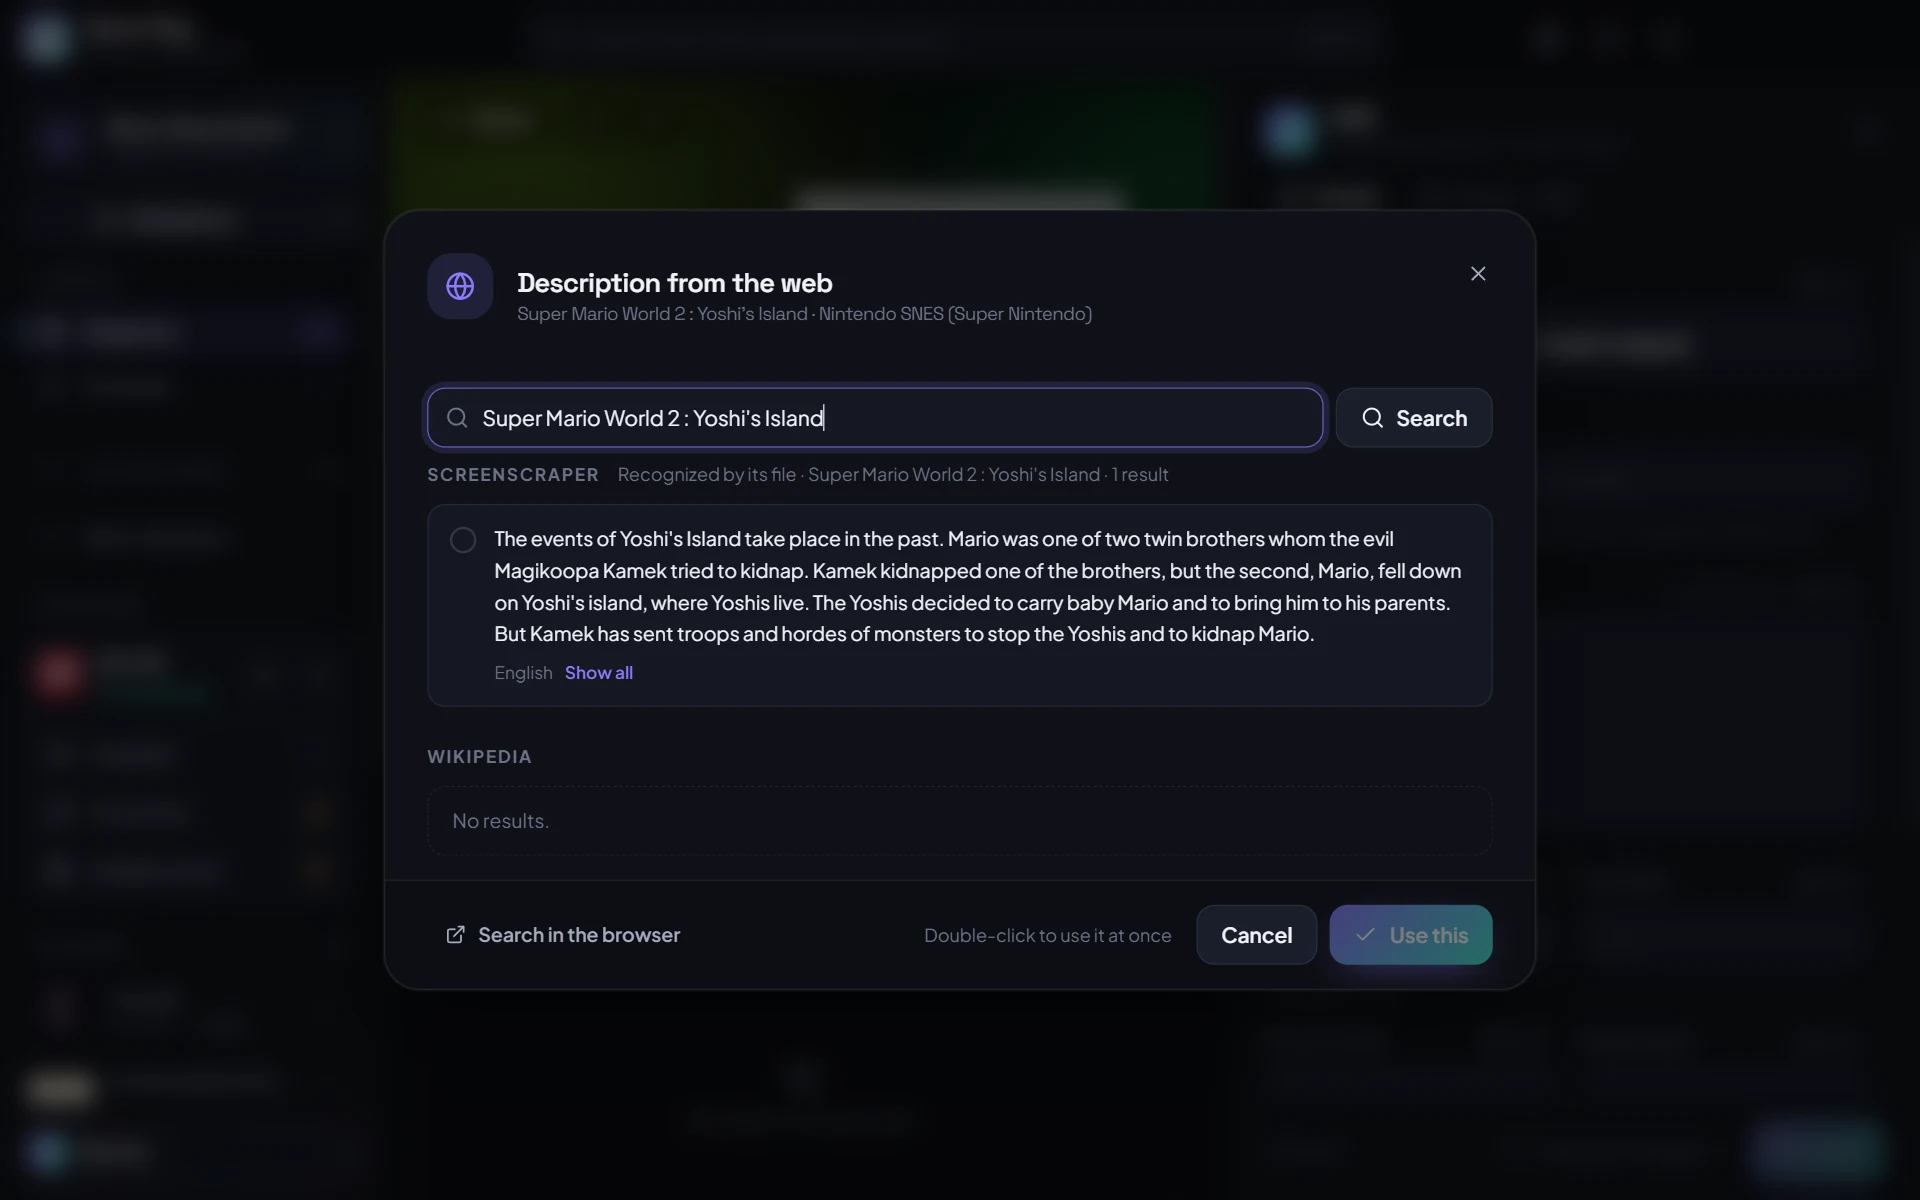 Description from the web
Super Mario World 2 : Yoshi's Island · Nintendo SNES (Super Nintendo)
Super Mario World 2 : Yoshi's Island
Search
SCREENSCRAPER Recognized by its file · Super Mario World 2 : Yoshi's Island · 1 result
The events of Yoshi's Island take place in the past. Mario was one of two twin brothers whom the evil
Magikoopa Kamek tried to kidnap. Kamek kidnapped one of the brothers, but the second, Mario, fell down
on Yoshi's island, where Yoshis live. The Yoshis decided to carry baby Mario and to bring him to his parents.
But Kamek has sent troops and hordes of monsters to stop the Yoshis and to kidnap Mario.
English Show all
WIKIPEDIA
No results.
Search in the browser
Double-click to use it at once
Cancel
Use this